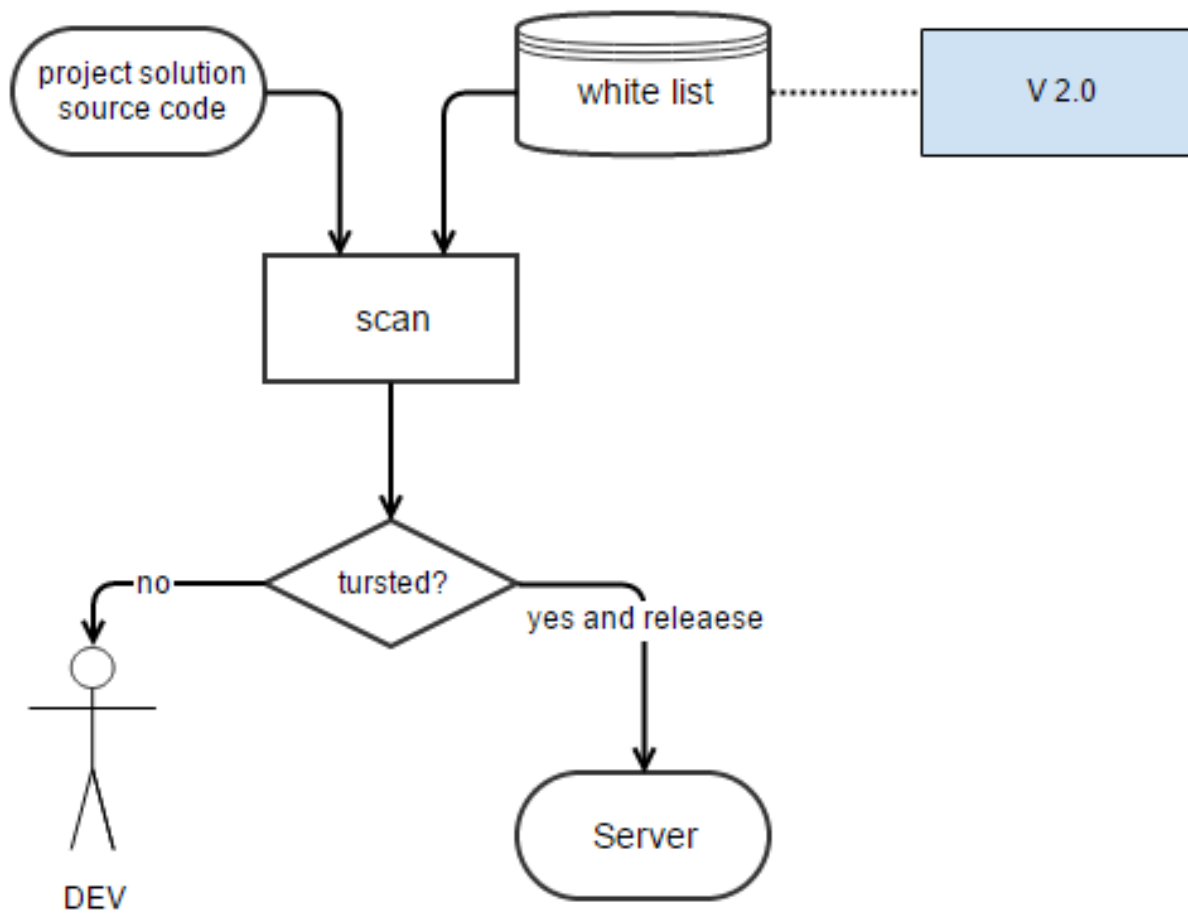 project solution
source code
white list
V 2.0
scan
no
tursted?
yes and releaese
Server
DEV